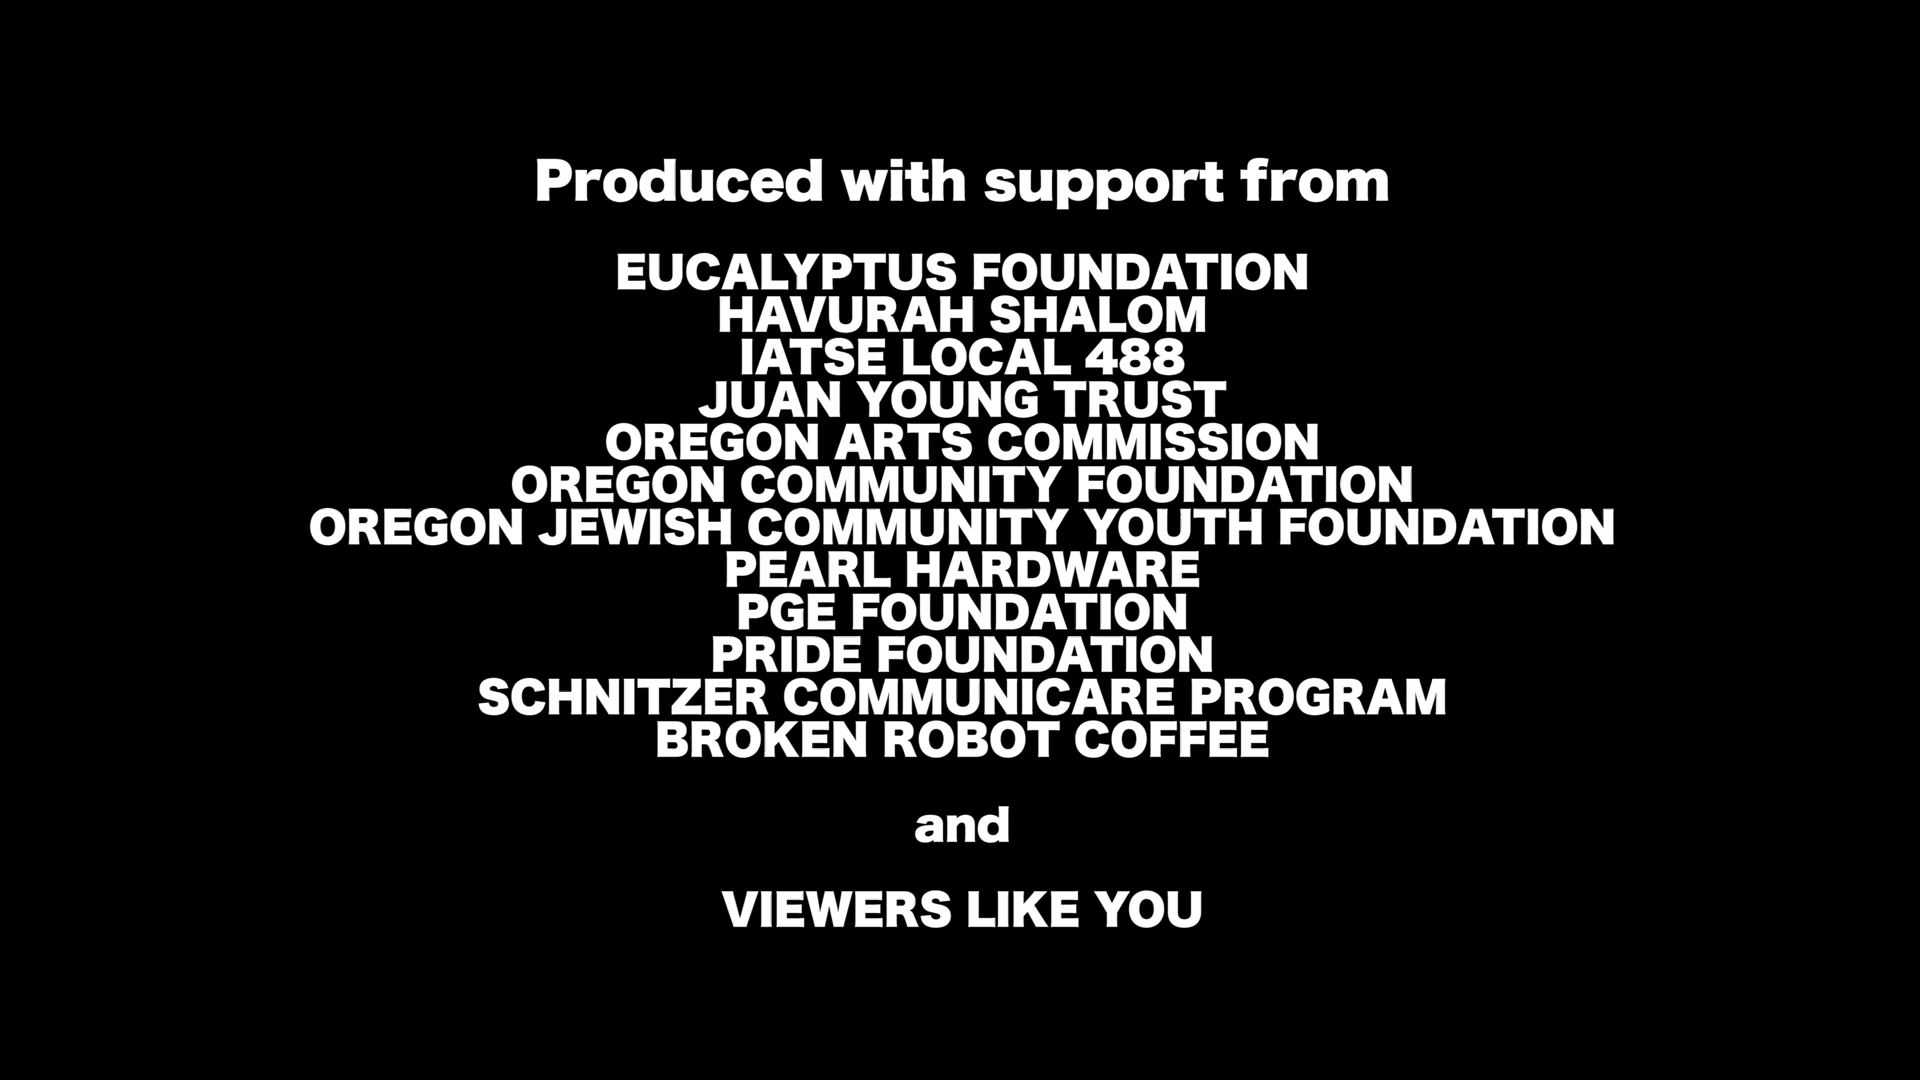 Produced with support from
EUCALYPTUS FOUNDATION
HAVURAH SHALOM
IATSE LOCAL 488
JUAN YOUNG TRUST
OREGON ARTS COMMISSION
OREGON COMMUNITY FOUNDATION
OREGON JEWISH COMMUNITY YOUTH FOUNDATION
PEARL HARDWARE
PGE FOUNDATION
PRIDE FOUNDATION
SCHNITZER COMMUNICARE PROGRAM
BROKEN ROBOT COFFEE
and
VIEWERS LIKE YOU